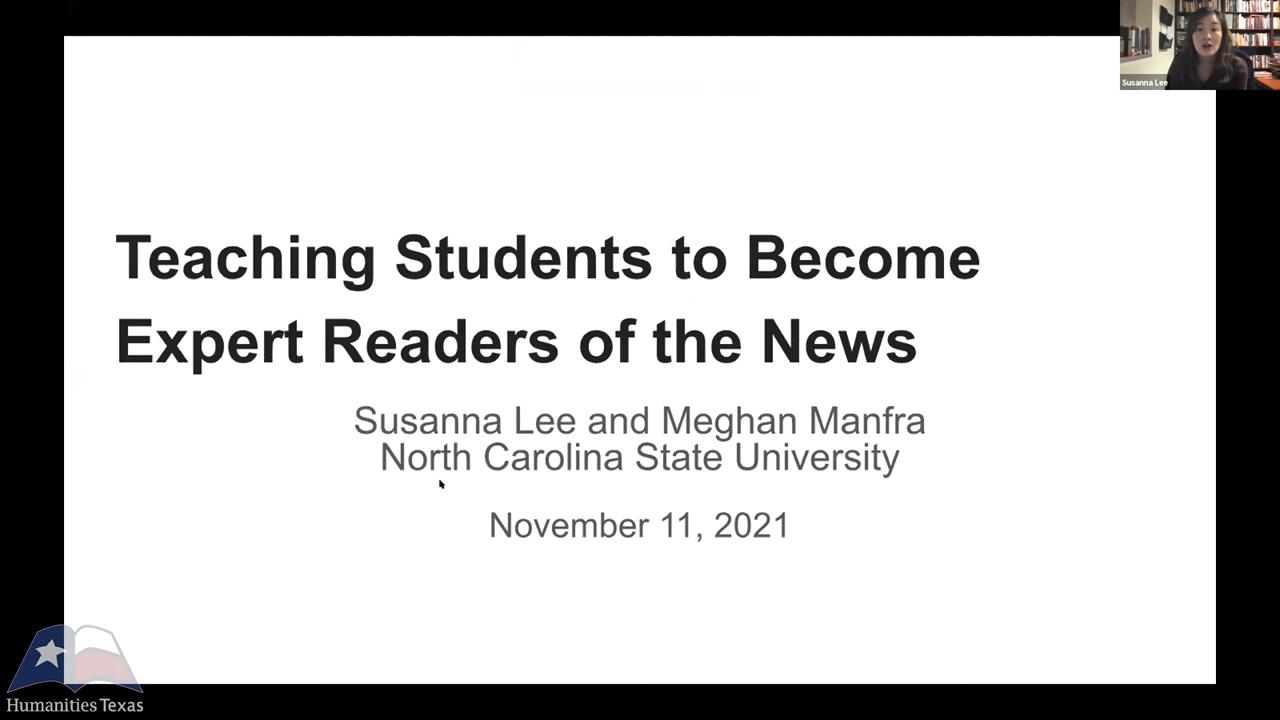 Susanna Lee
Teaching Students to Become
Expert Readers of the News
Susanna Lee and Meghan Manfra
North Carolina State University
November 11, 2021
Humanities Texas